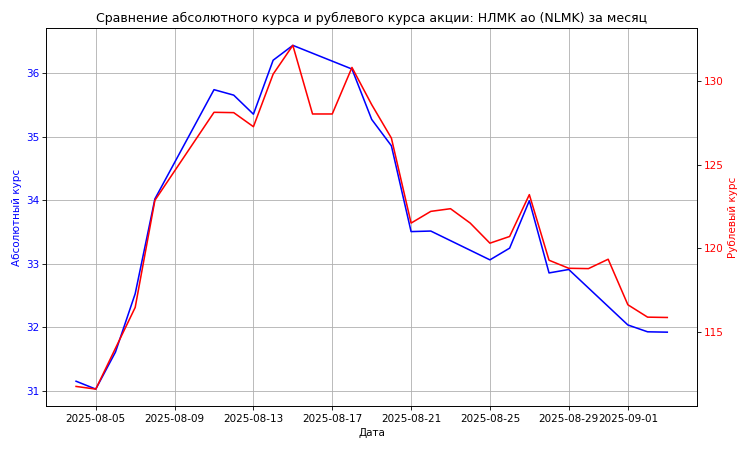 Сравнение абсолютного курса и рублевого курса акции: НЛМК ао (NLMK) за месяц
Абсолютный курс
36
35
34
33
32
31
130
125
120
115
Рублевый курс
2025-08-05 2025-08-09 2025-08-13 2025-08-17 2025-08-21 2025-08-25 2025-08-29 2025-09-01
Дата